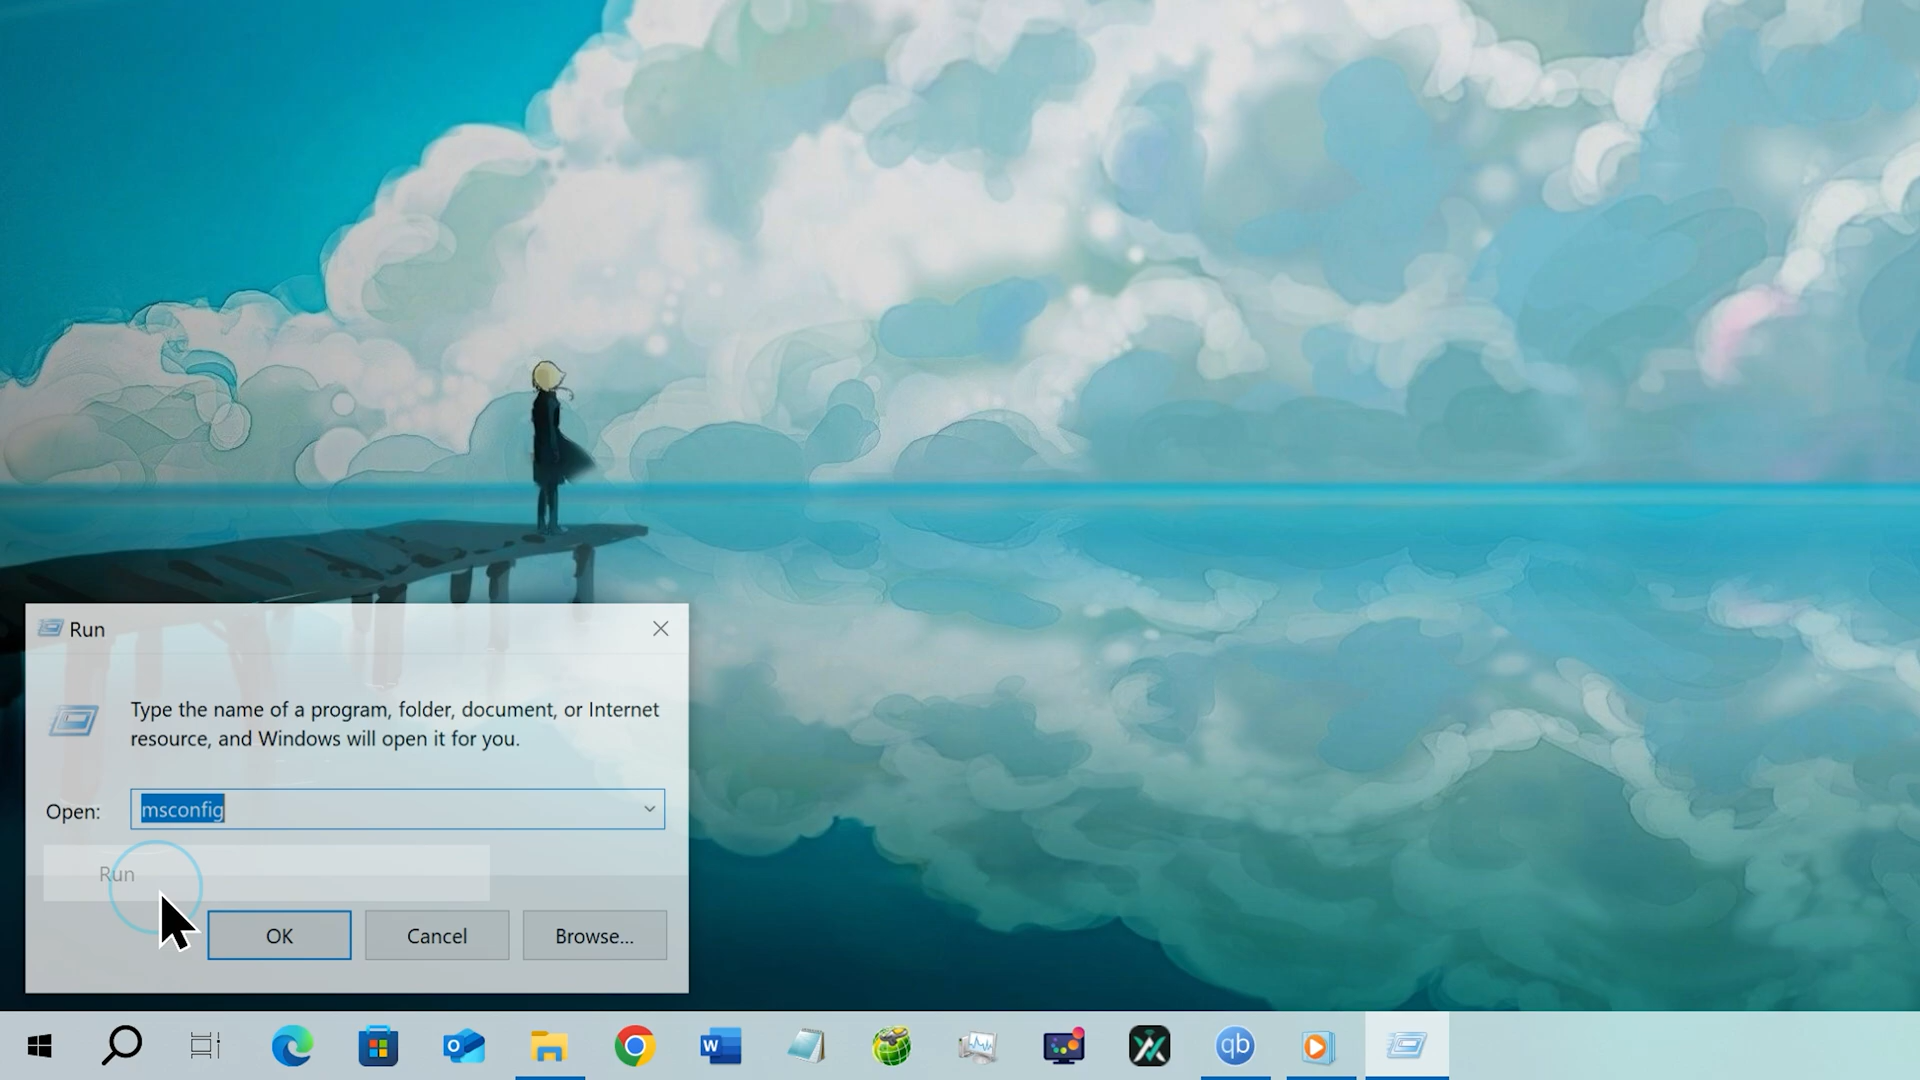 Run
Type the name of a program, folder, document, or Internet
resource, and Windows will open it for you.
Open:
msconfig
Run
OK
Cancel
Browse...
O
W
qb